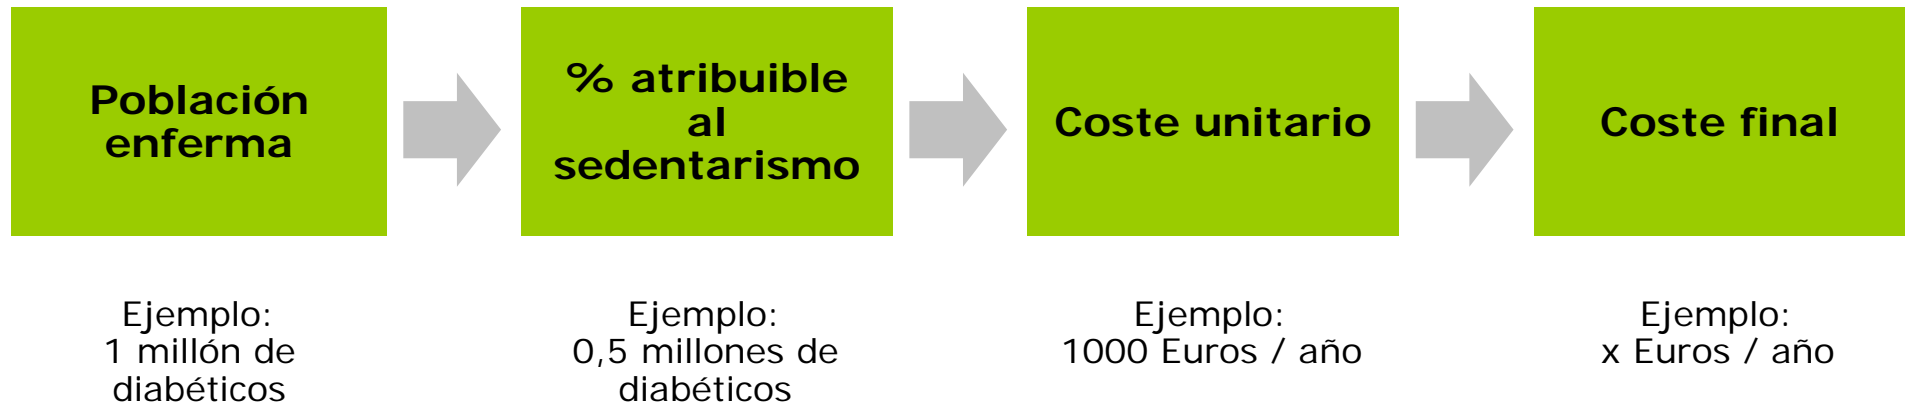 Población
enferma
% atribuible
al
sedentarismo
Coste unitario
Coste final
Ejemplo:
1 millón de
diabéticos
Ejemplo:
0,5 millones de
diabéticos
Ejemplo:
1000 Euros / año
Ejemplo:
x Euros / año